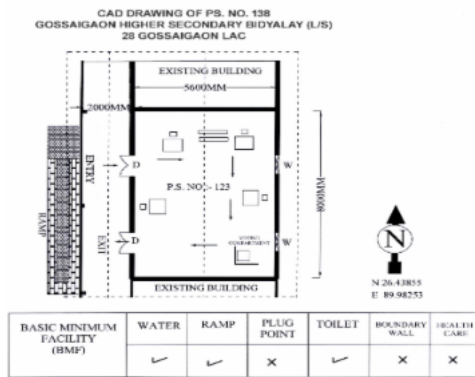 CAD DRAWING OF PS. NO. 138
GOSSAIGAON HIGHER SECONDARY BIDYALAY (L/S)
28 GOSSAIGAON LAC
EXISTING BUILDING
5600MM
2000MM
ENTRY
D
W
P.S. NO :- 123
8000MM
RAMP
EXIT
D
VOTING
COMPARTMENT
W
N
EXISTING BUILDING
N 26.43855
E 89.98253
BASIC MINIMUM
FACILITY
(BMF)
WATER
RAMP
PLUG
POINT
TOILET
BOUNDARY
WALL
HEALTH
CARE
✓ ✓ × ✓ × ×